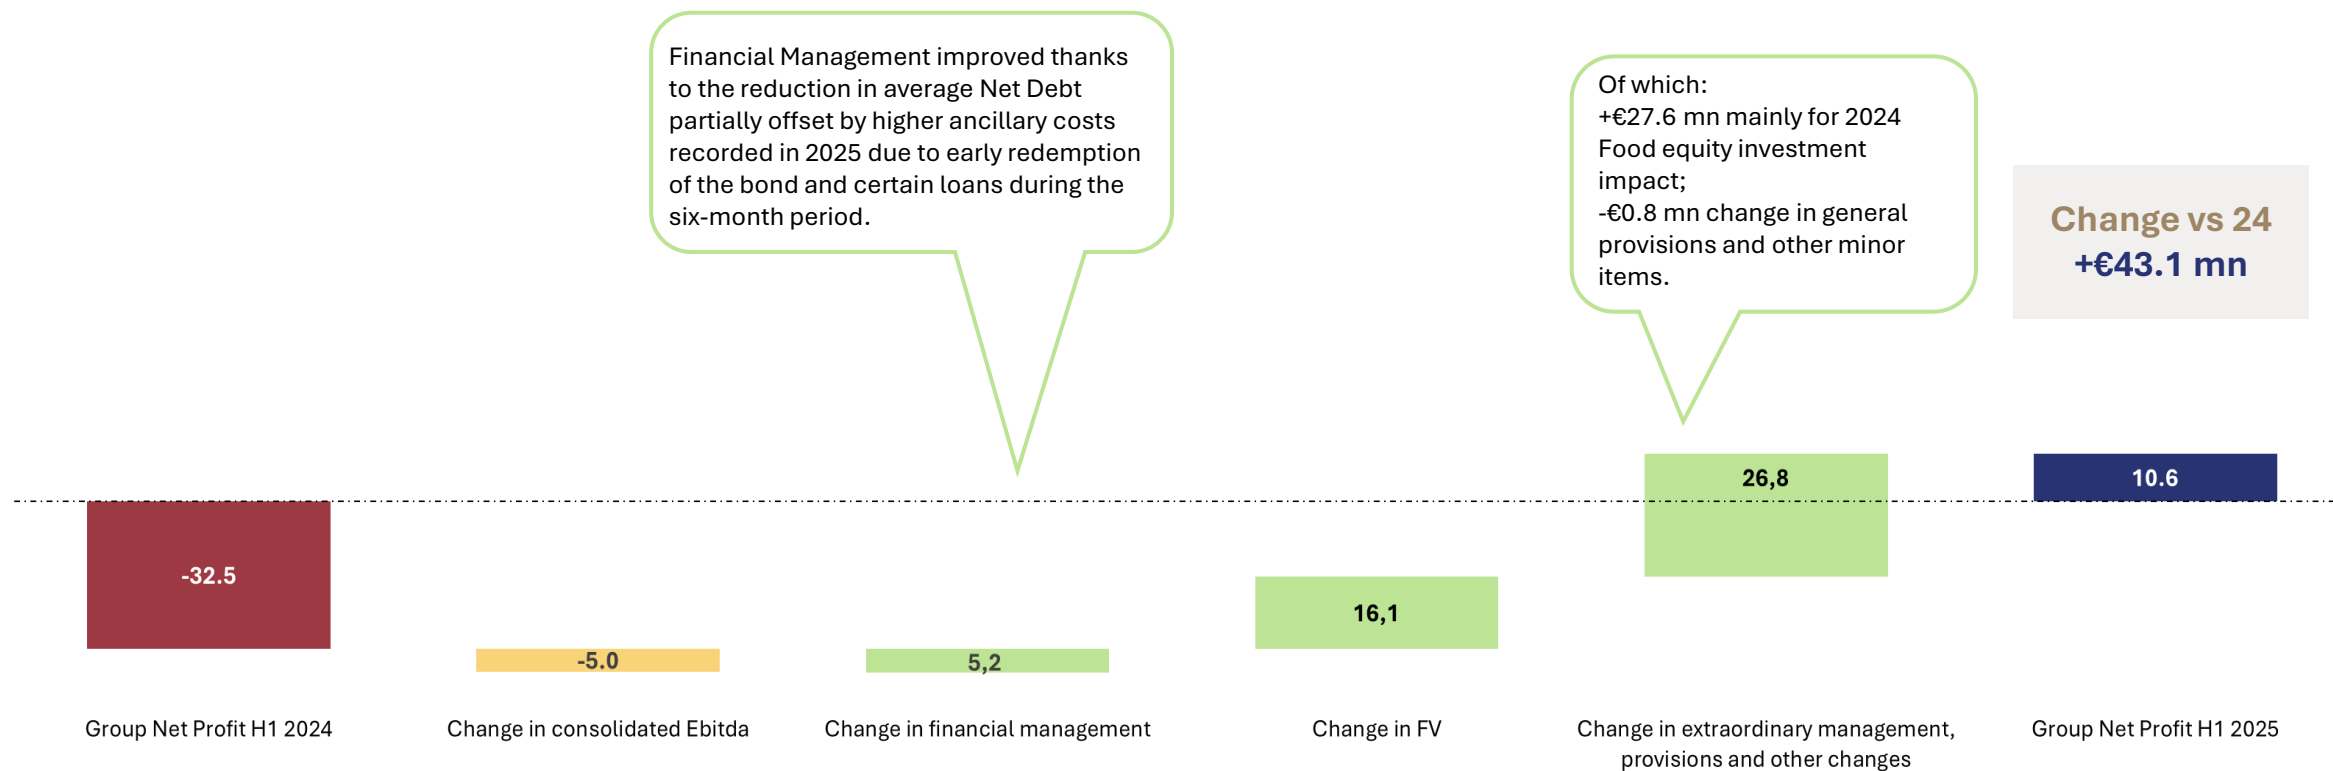 Financial Management improved thanks
to the reduction in average Net Debt
partially offset by higher ancillary costs
recorded in 2025 due to early redemption
of the bond and certain loans during the
six-month period.
Of which:
+€27.6 mn mainly for 2024
Food equity investment
impact;
-€0.8 mn change in general
provisions and other minor
items.
Change vs 24
+€43.1 mn
-32.5
-5.0
5,2
16,1
26,8
10.6
Group Net Profit H1 2024
Change in consolidated Ebitda
Change in financial management
Change in FV
Change in extraordinary management,
provisions and other changes
Group Net Profit H1 2025